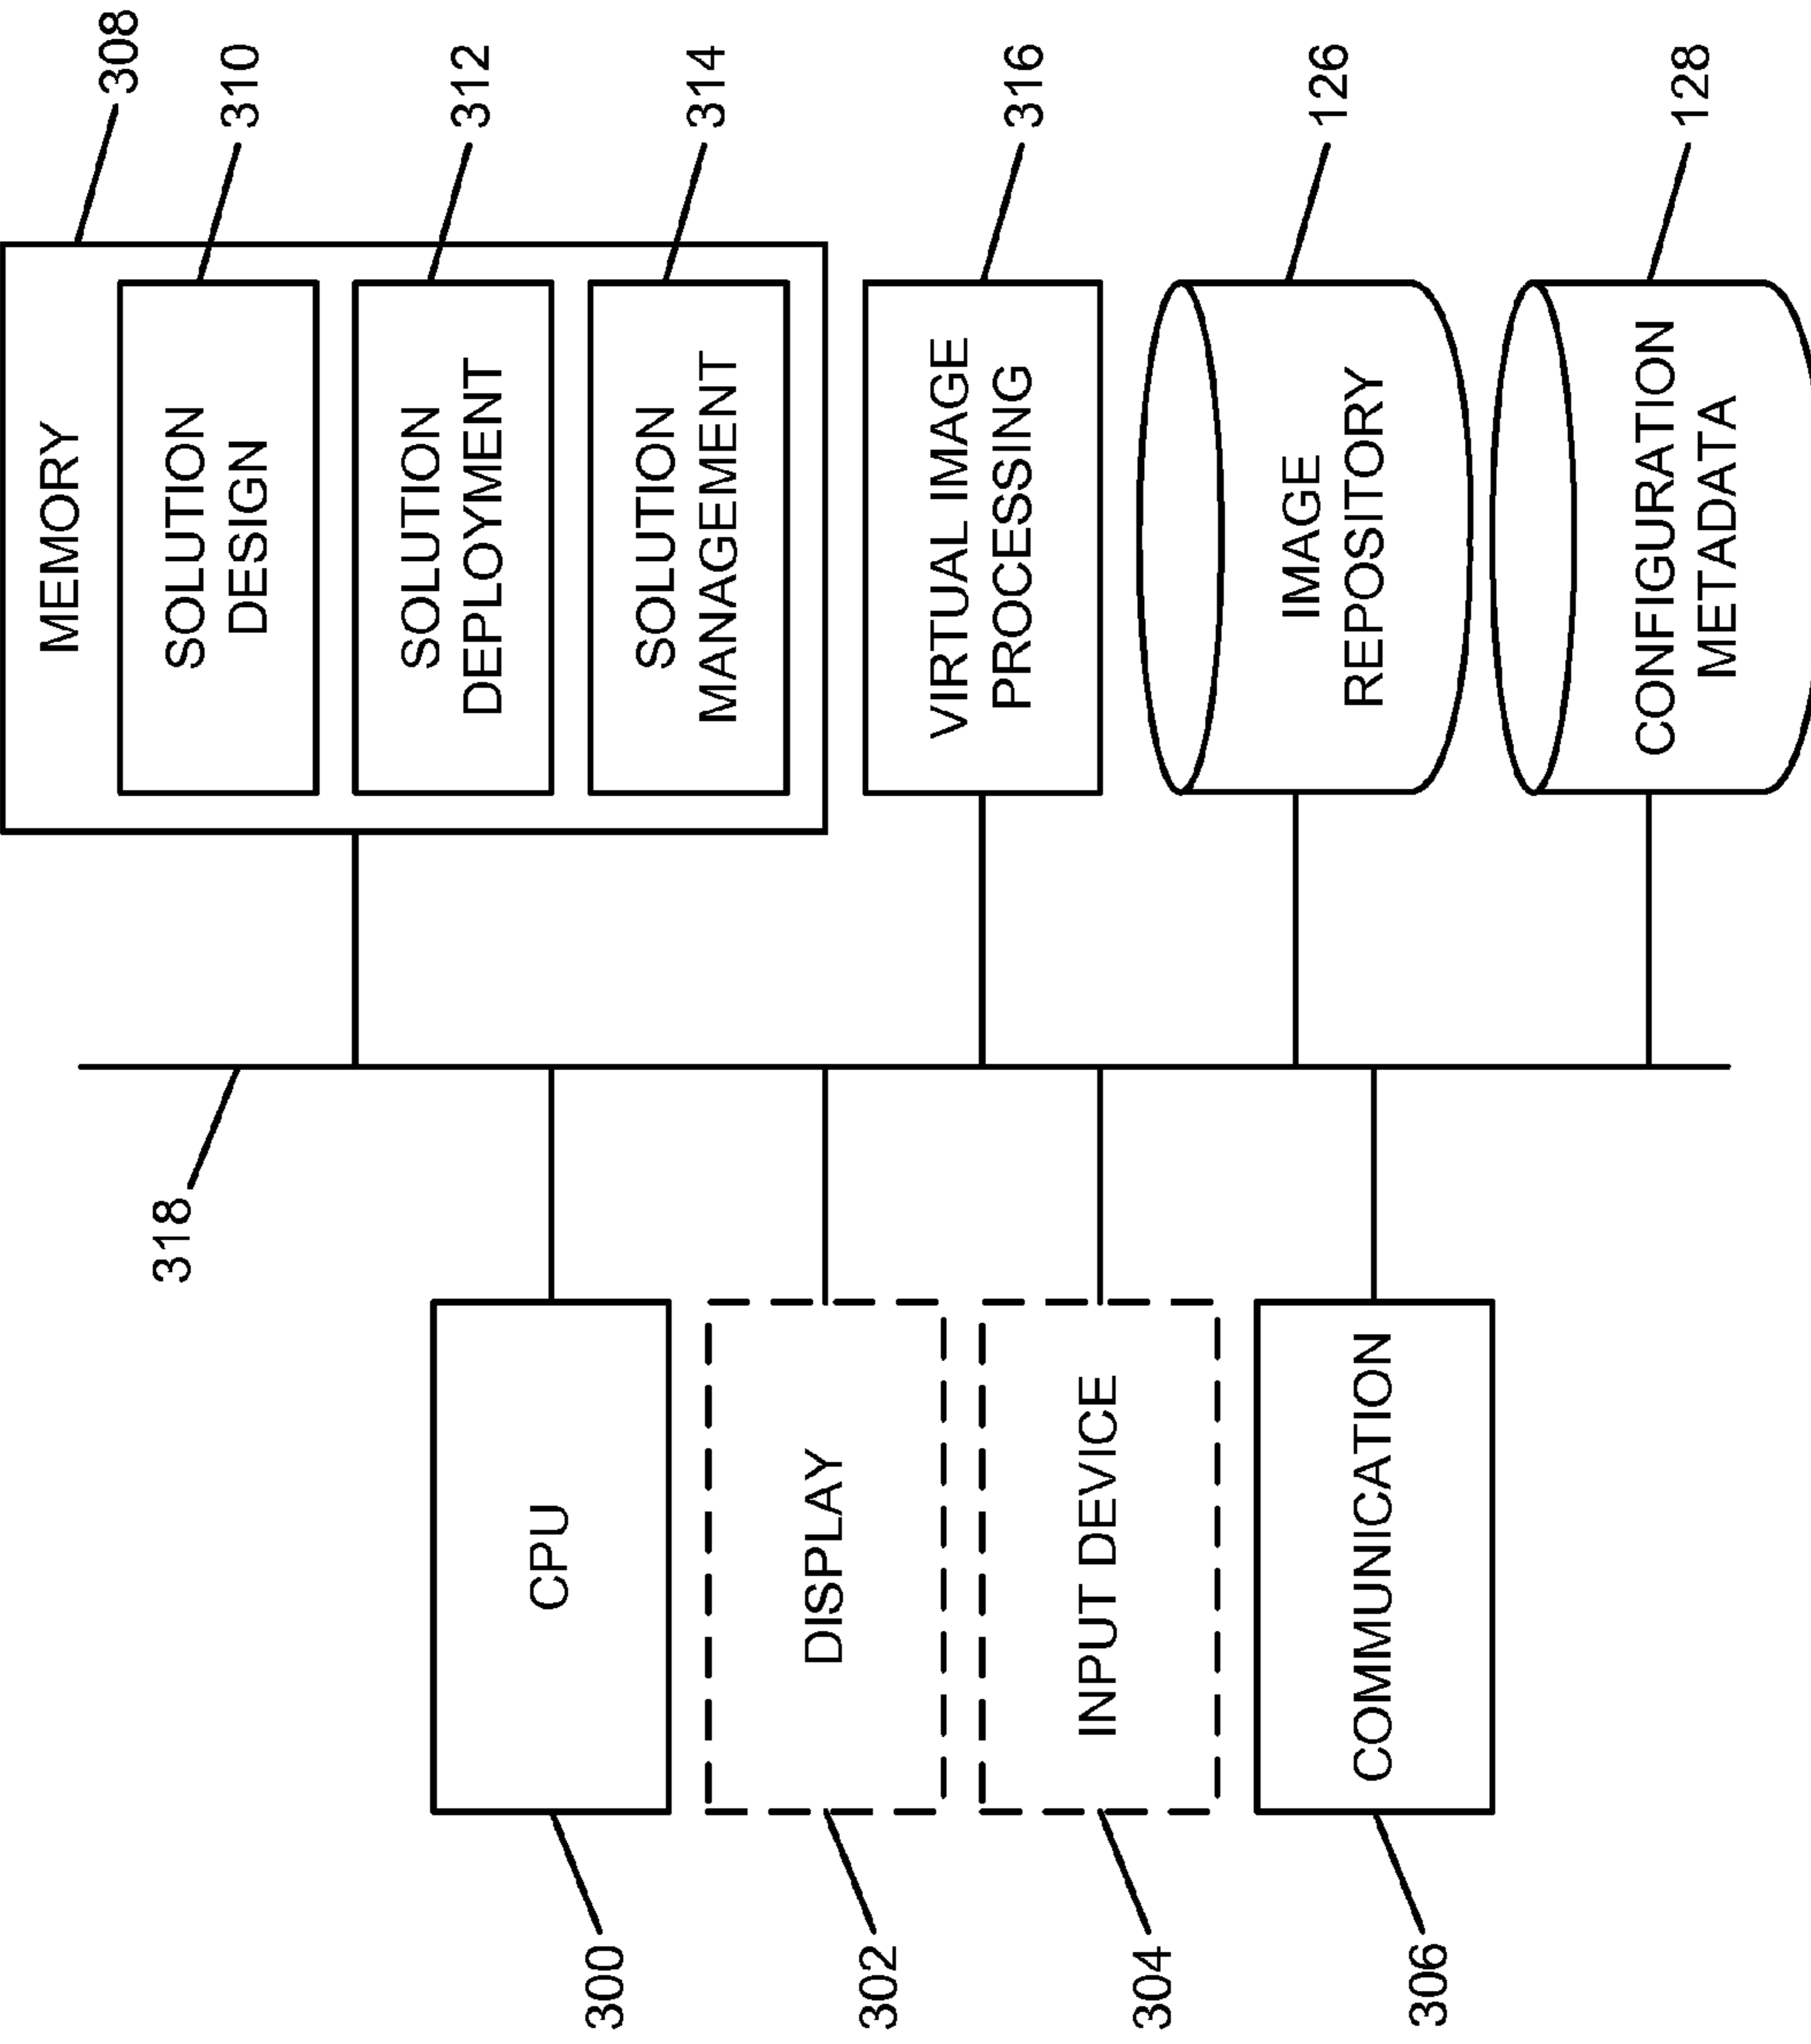 300
CPU
302
DISPLAY
304
INPUT DEVICE
306
COMMUNICATION
318
MEMORY
308
SOLUTION
DESIGN
310
SOLUTION
DEPLOYMENT
312
SOLUTION
MANAGEMENT
314
VIRTUAL IMAGE
PROCESSING
316
IMAGE
REPOSITORY
126
CONFIGURATION
METADATA
128